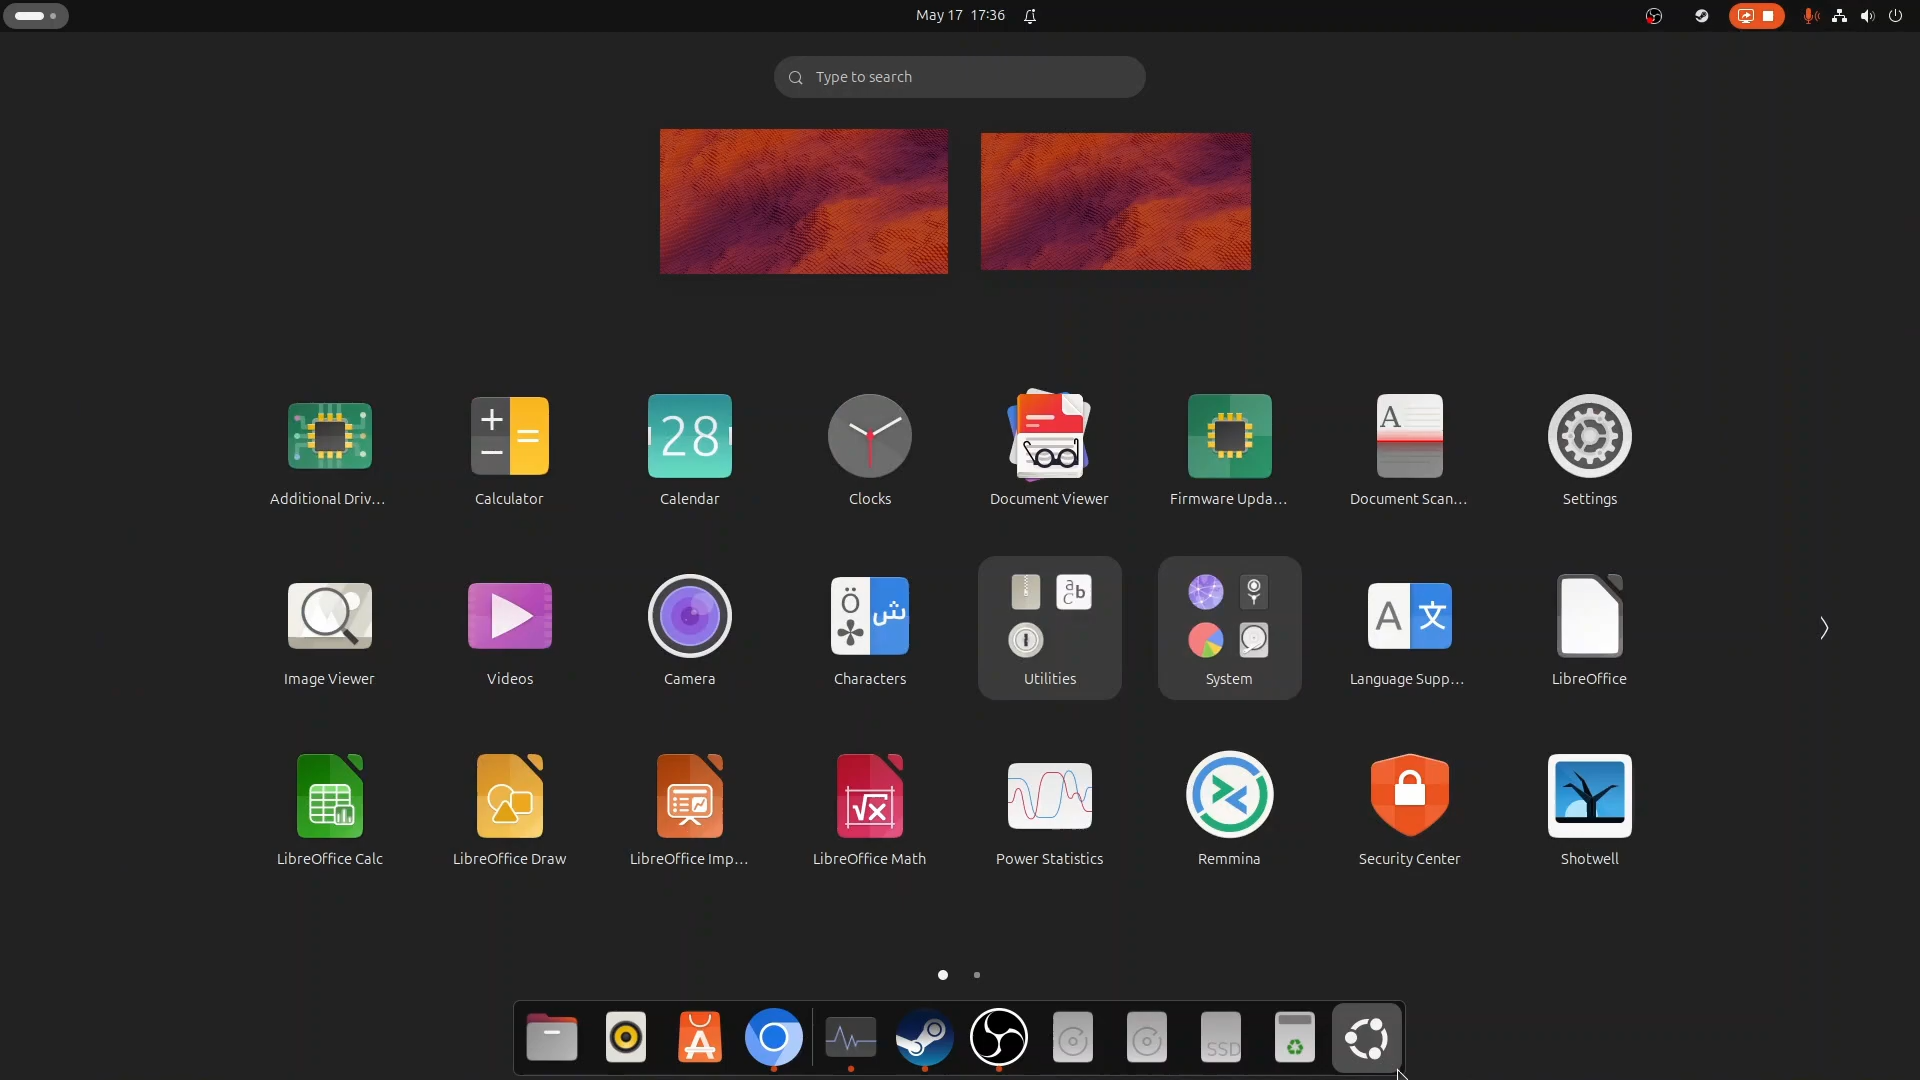 May 17 17:36
Type to search
28
A
Additional Driv...
Calculator
Calendar
Clocks
Document Viewer
Firmware Upda...
Document Scan...
Settings
Ö ش
a b c
A 文
Image Viewer
Videos
Camera
Characters
Utilities
System
Language Supp...
LibreOffice
√x
LibreOffice Calc
LibreOffice Draw
LibreOffice Imp...
LibreOffice Math
Power Statistics
Remmina
Security Center
Shotwell
SSD